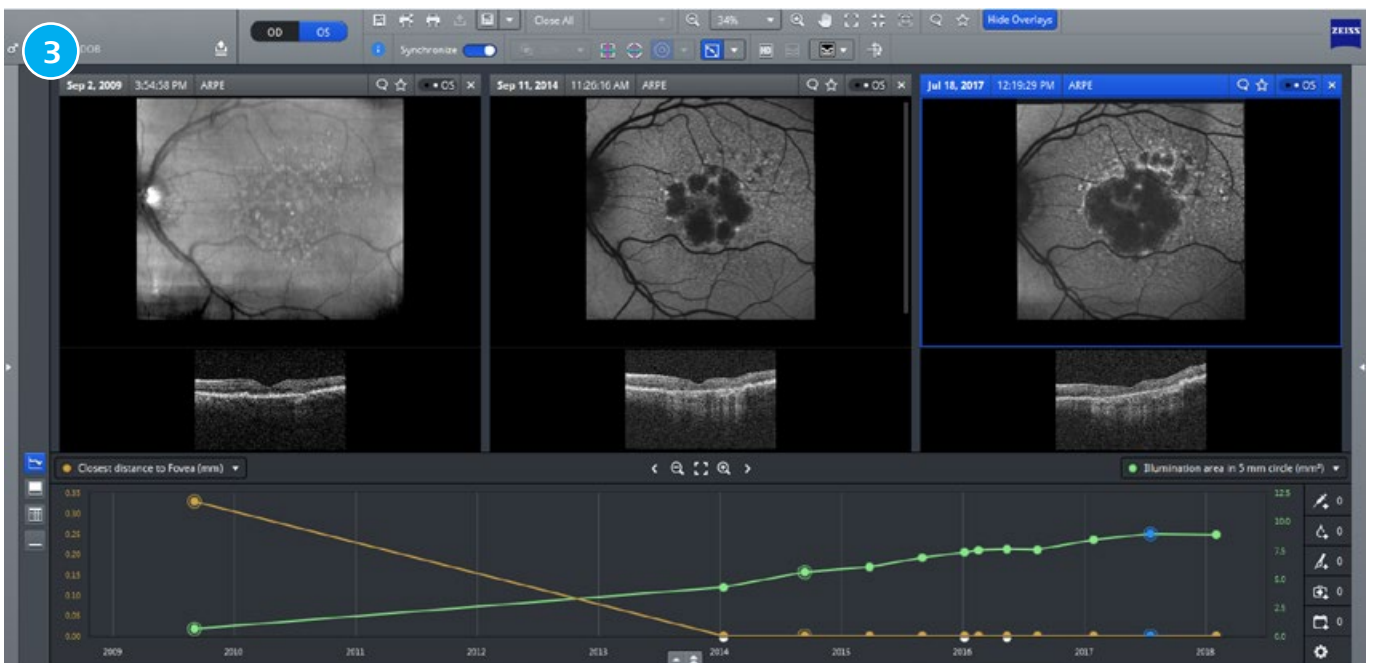 3
DOB
OD OS
Close All
34%
Hide Overlays
ZEISS
Synchronize
HD
Sep 2, 2009 3:54:58 PM ARPE OS
Sep 11, 2014 11:26:16 AM ARPE OS
Jul 18, 2017 12:19:29 PM ARPE OS
Closest distance to Fovea (mm)
Illumination area in 5 mm circle (mm²)
0.35
0.30
0.25
0.20
0.15
0.10
0.05
0.00
12.5
10.0
7.5
5.0
2.5
0.0
0
0
0
0
0
2009 2010 2011 2012 2013 2014 2015 2016 2017 2018